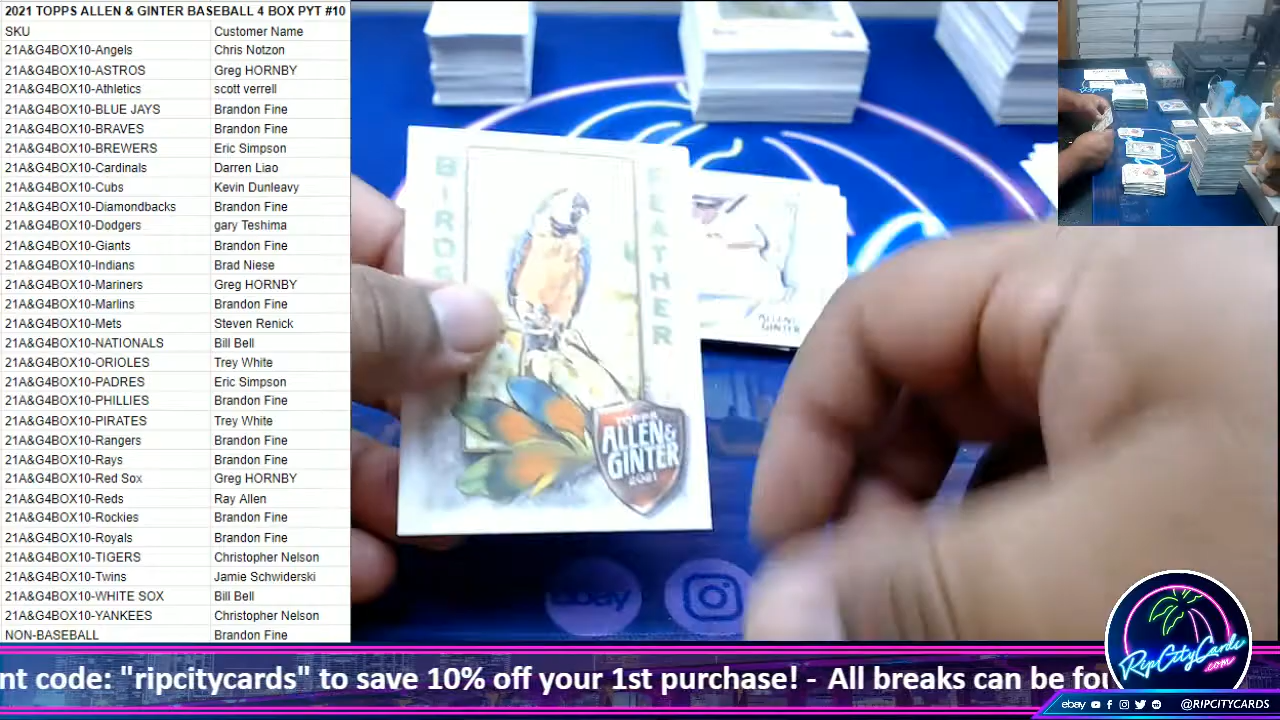 2021 TOPPS ALLEN & GINTER BASEBALL 4 BOX PYT #10
SKU Customer Name
21A&G4BOX10-Angels Chris Notzon
21A&G4BOX10-ASTROS Greg HORNBY
21A&G4BOX10-Athletics scott verrell
21A&G4BOX10-BLUE JAYS Brandon Fine
21A&G4BOX10-BRAVES Brandon Fine
21A&G4BOX10-BREWERS Eric Simpson
21A&G4BOX10-Cardinals Darren Liao
21A&G4BOX10-Cubs Kevin Dunleavy
21A&G4BOX10-Diamondbacks Brandon Fine
21A&G4BOX10-Dodgers gary Teshima
21A&G4BOX10-Giants Brandon Fine
21A&G4BOX10-Indians Brad Niese
21A&G4BOX10-Mariners Greg HORNBY
21A&G4BOX10-Marlins Brandon Fine
21A&G4BOX10-Mets Steven Renick
21A&G4BOX10-NATIONALS Bill Bell
21A&G4BOX10-ORIOLES Trey White
21A&G4BOX10-PADRES Eric Simpson
21A&G4BOX10-PHILLIES Brandon Fine
21A&G4BOX10-PIRATES Trey White
21A&G4BOX10-Rangers Brandon Fine
21A&G4BOX10-Rays Brandon Fine
21A&G4BOX10-Red Sox Greg HORNBY
21A&G4BOX10-Reds Ray Allen
21A&G4BOX10-Rockies Brandon Fine
21A&G4BOX10-Royals Brandon Fine
21A&G4BOX10-TIGERS Christopher Nelson
21A&G4BOX10-Twins Jamie Schwiderski
21A&G4BOX10-WHITE SOX Bill Bell
21A&G4BOX10-YANKEES Christopher Nelson
NON-BASEBALL Brandon Fine
BIRDS
FEATHER
TOPPS
ALLEN &
GINTER
2021
ALLEN &
GINTER
ebay
nt code "ripcitycards" to save 10% off your 1st purchase! - All breaks can be fou
RipCityCards
.com
ebay @RIPCITYCARDS